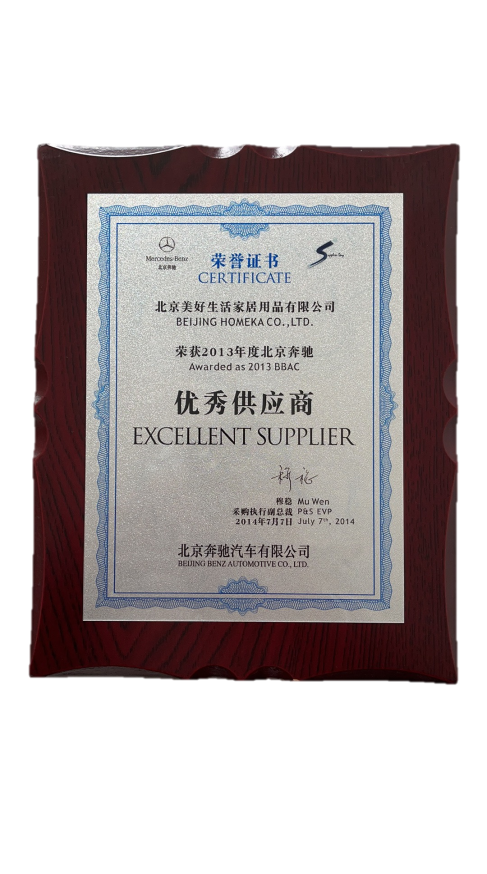 Mercedes-Benz
北京奔驰
荣誉证书
CERTIFICATE
北京美好生活家居用品有限公司
BEIJING HOMEKA CO.,LTD.
荣获2013年度北京奔驰
Awarded as 2013 BBAC
优秀供应商
EXCELLENT SUPPLIER
穆稳 Mu Wen
采购执行副总裁 P&S EVP
2014年7月7日 July 7th, 2014
北京奔驰汽车有限公司
BEIJING BENZ AUTOMOTIVE CO., LTD.